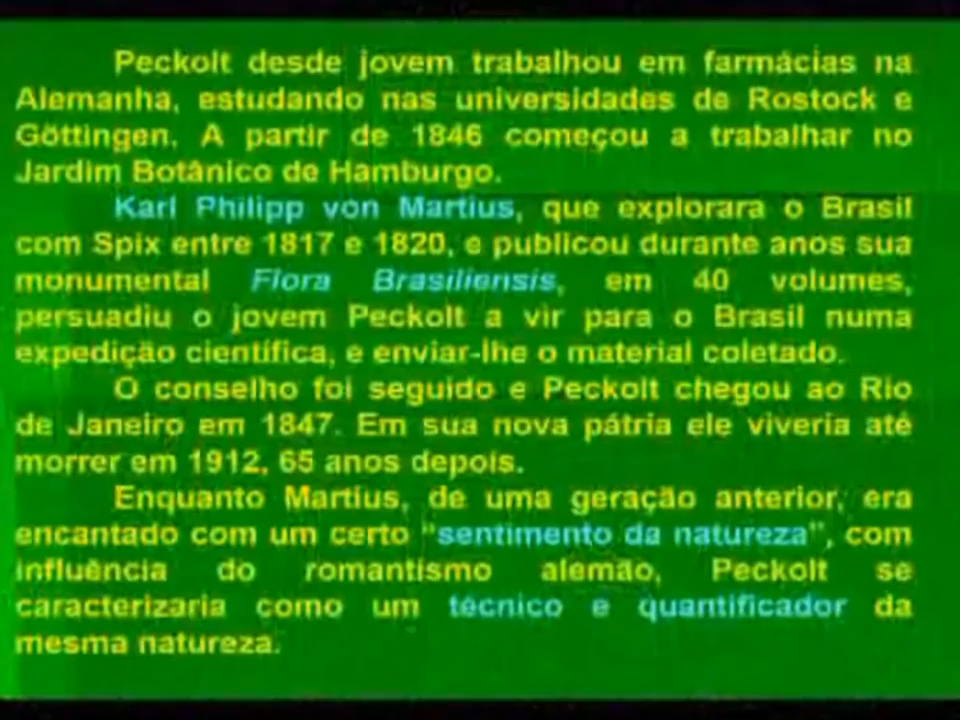 Peckolt desde jovem trabalhou em farmácias na
Alemanha, estudando nas universidades de Rostock e
Göttingen. A partir de 1846 começou a trabalhar no
Jardim Botânico de Hamburgo.
Karl Philipp von Martius, que explorara o Brasil
com Spix entre 1817 e 1820, e publicou durante anos sua
monumental Flora Brasiliensis, em 40 volumes,
persuadiu o jovem Peckolt a vir para o Brasil numa
expedição científica, e enviar-lhe o material coletado.
O conselho foi seguido e Peckolt chegou ao Rio
de Janeiro em 1847. Em sua nova pátria ele viveria até
morrer em 1912, 65 anos depois.
Enquanto Martius, de uma geração anterior, era
encantado com um certo "sentimento da natureza", com
influência do romantismo alemão, Peckolt se
caracterizaria como um técnico e quantificador da
mesma natureza.